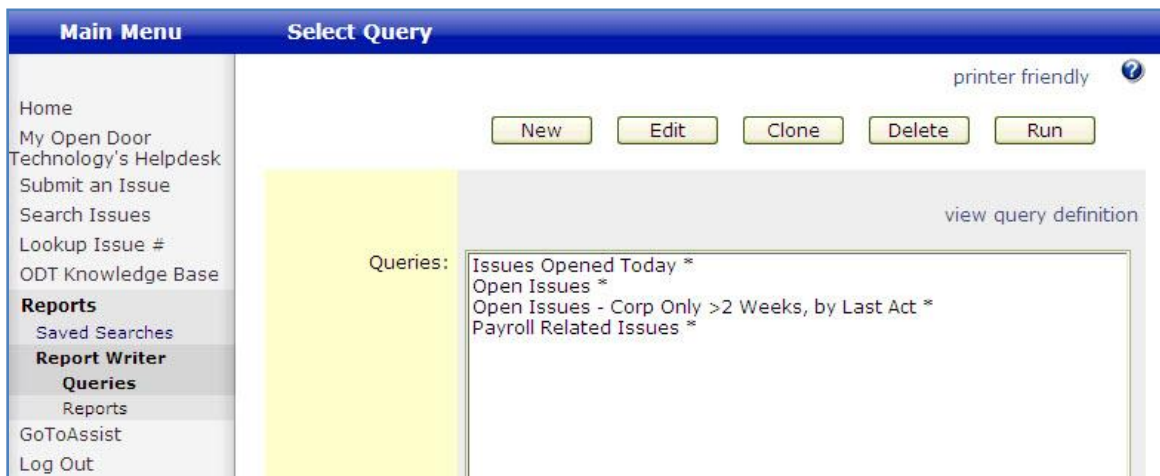 Main Menu
Select Query
printer friendly
?
Home
My Open Door
Technology's Helpdesk
Submit an Issue
Search Issues
Lookup Issue #
ODT Knowledge Base
Reports
Saved Searches
Report Writer
Queries
Reports
GoToAssist
Log Out
New
Edit
Clone
Delete
Run
view query definition
Queries:
Issues Opened Today *
Open Issues *
Open Issues - Corp Only >2 Weeks, by Last Act *
Payroll Related Issues *